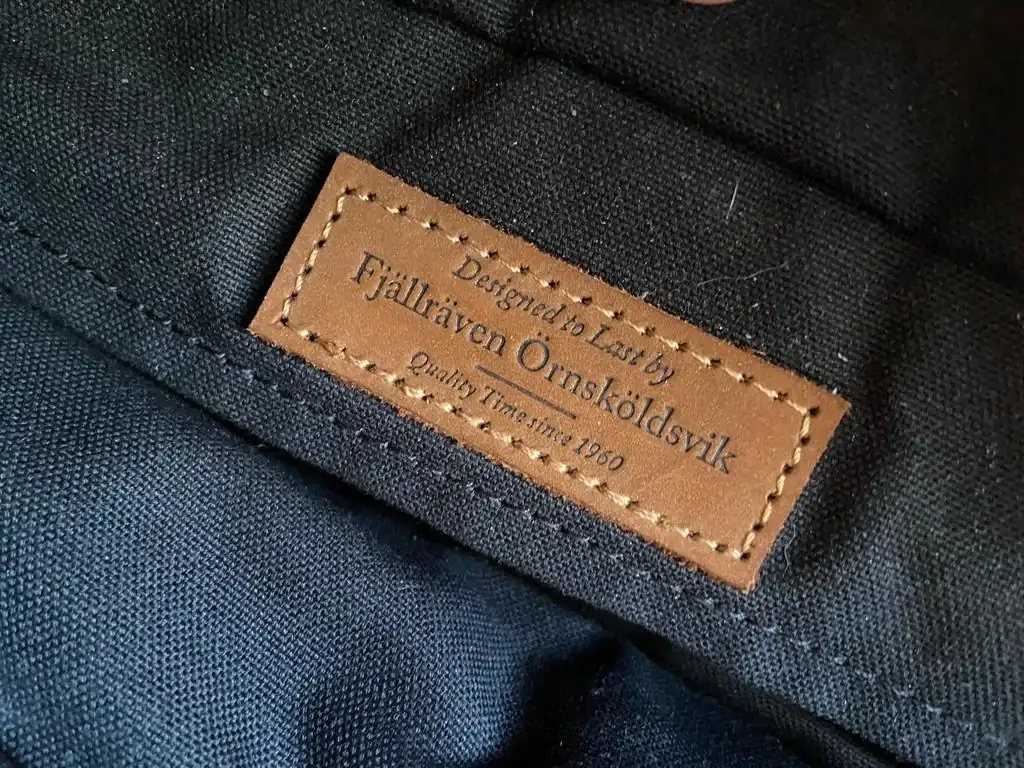 Designed to Last by
Fjällräven Örnsköldsvik
Quality Time since 1960